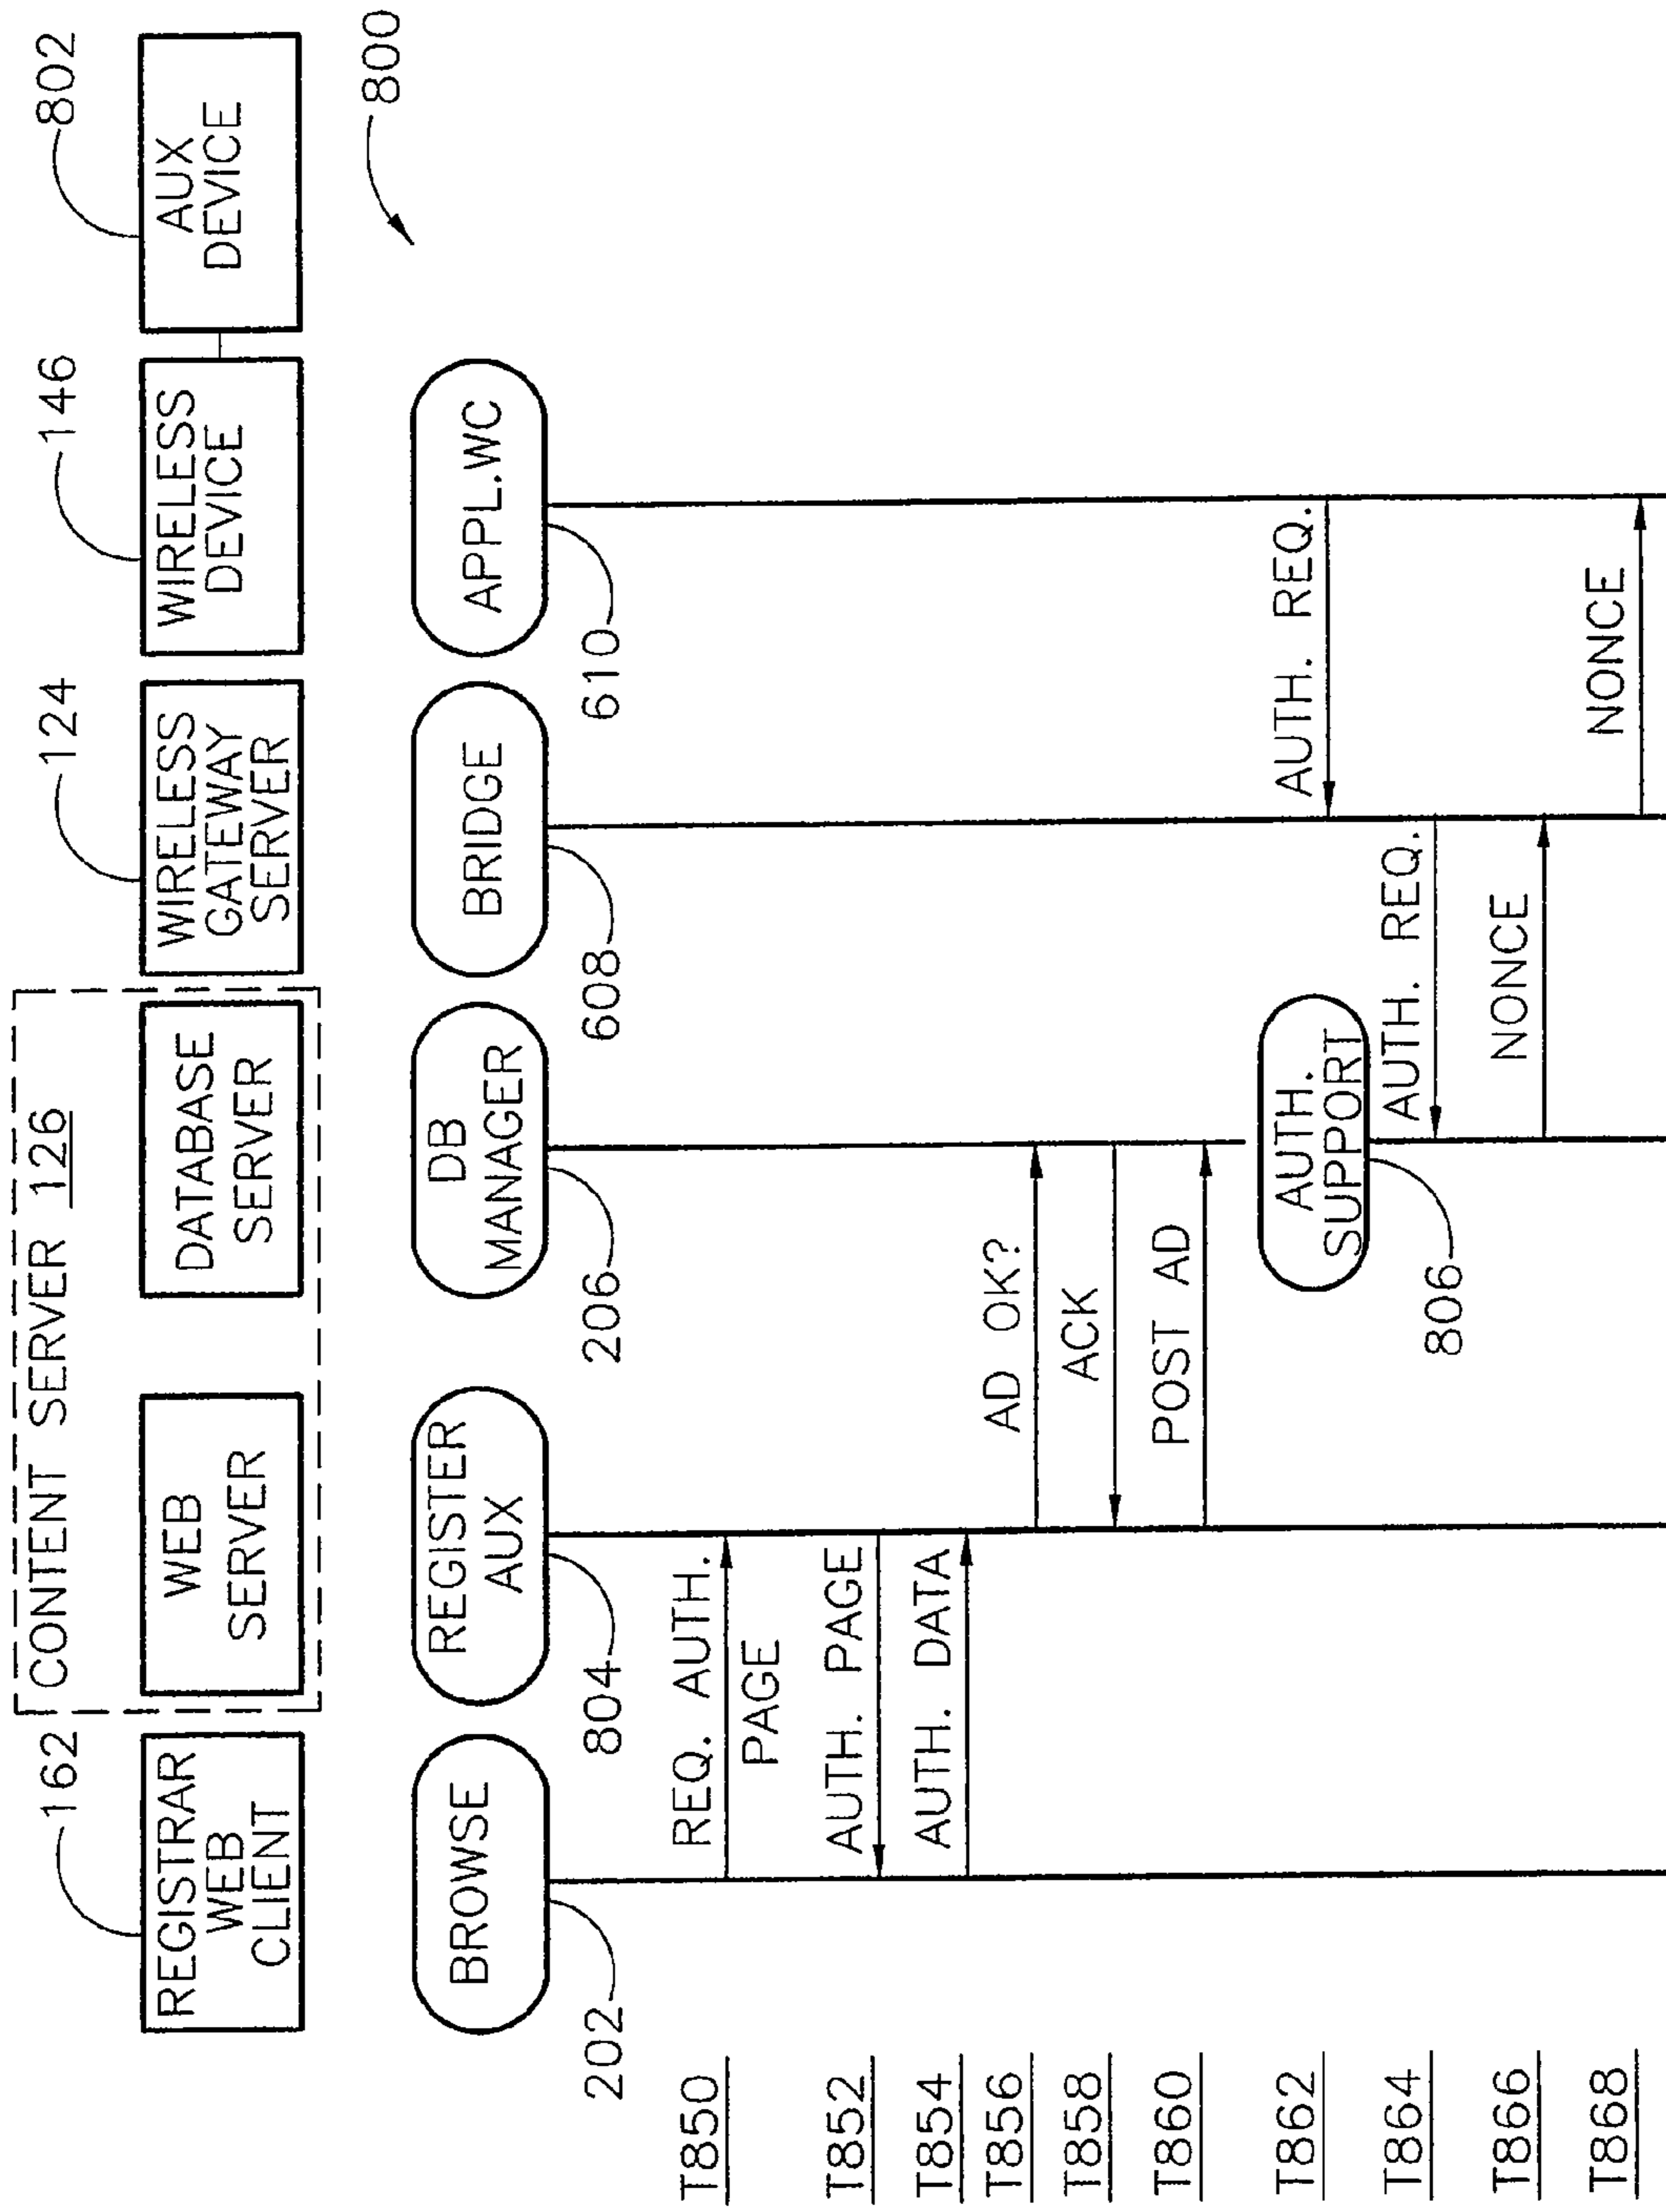 CONTENT SERVER 126
162
124
146
802
REGISTRAR
WEB
CLIENT
WEB
SERVER
DATABASE
SERVER
WIRELESS
GATEWAY
SERVER
WIRELESS
DEVICE
AUX
DEVICE
800
BROWSE
REGISTER
AUX
DB
MANAGER
BRIDGE
APPL.WC
202
804
206
608
610
T850
REQ. AUTH.
PAGE
T852
AUTH. PAGE
T854
AUTH. DATA
T856
AD OK?
T858
ACK
T860
POST AD
T862
AUTH.
SUPPORT
AUTH. REQ.
T864
806
AUTH. REQ.
T866
NONCE
T868
NONCE